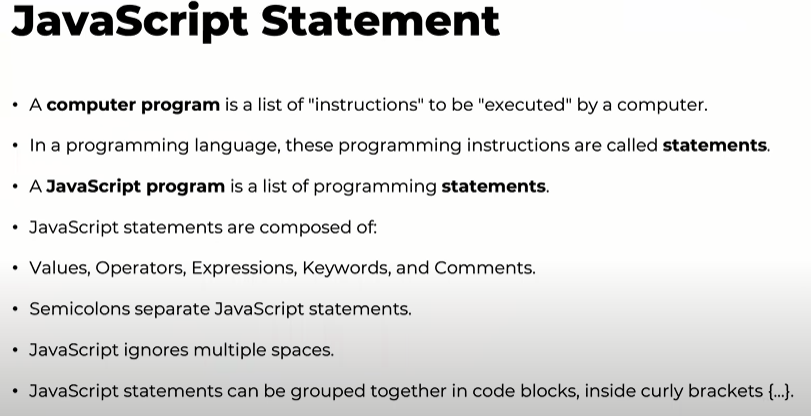 JavaScript Statement
• A computer program is a list of "instructions" to be "executed" by a computer.
• In a programming language, these programming instructions are called statements.
• A JavaScript program is a list of programming statements.
• JavaScript statements are composed of:
• Values, Operators, Expressions, Keywords, and Comments.
• Semicolons separate JavaScript statements.
• JavaScript ignores multiple spaces.
• JavaScript statements can be grouped together in code blocks, inside curly brackets {...}.